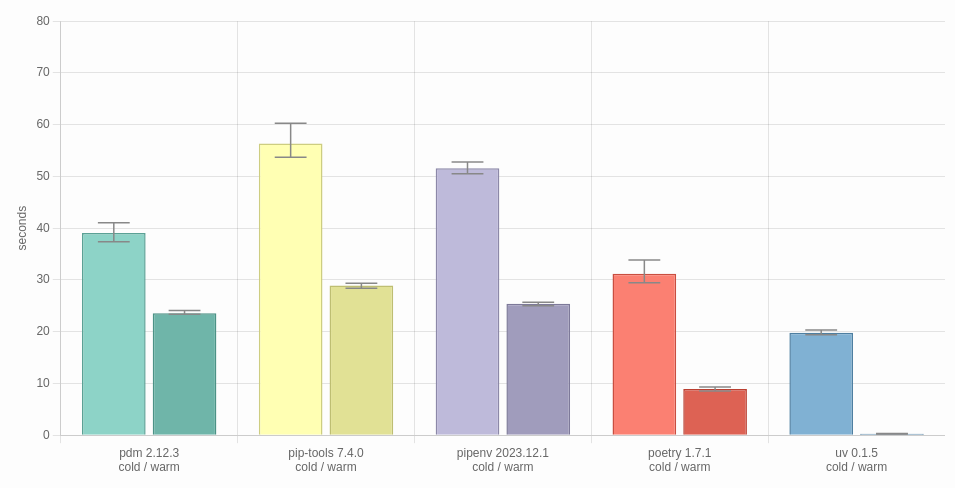 80
70
60
50
40
30
20
10
0
seconds
pdm 2.12.3
cold / warm
pip-tools 7.4.0
cold / warm
pipenv 2023.12.1
cold / warm
poetry 1.7.1
cold / warm
uv 0.1.5
cold / warm